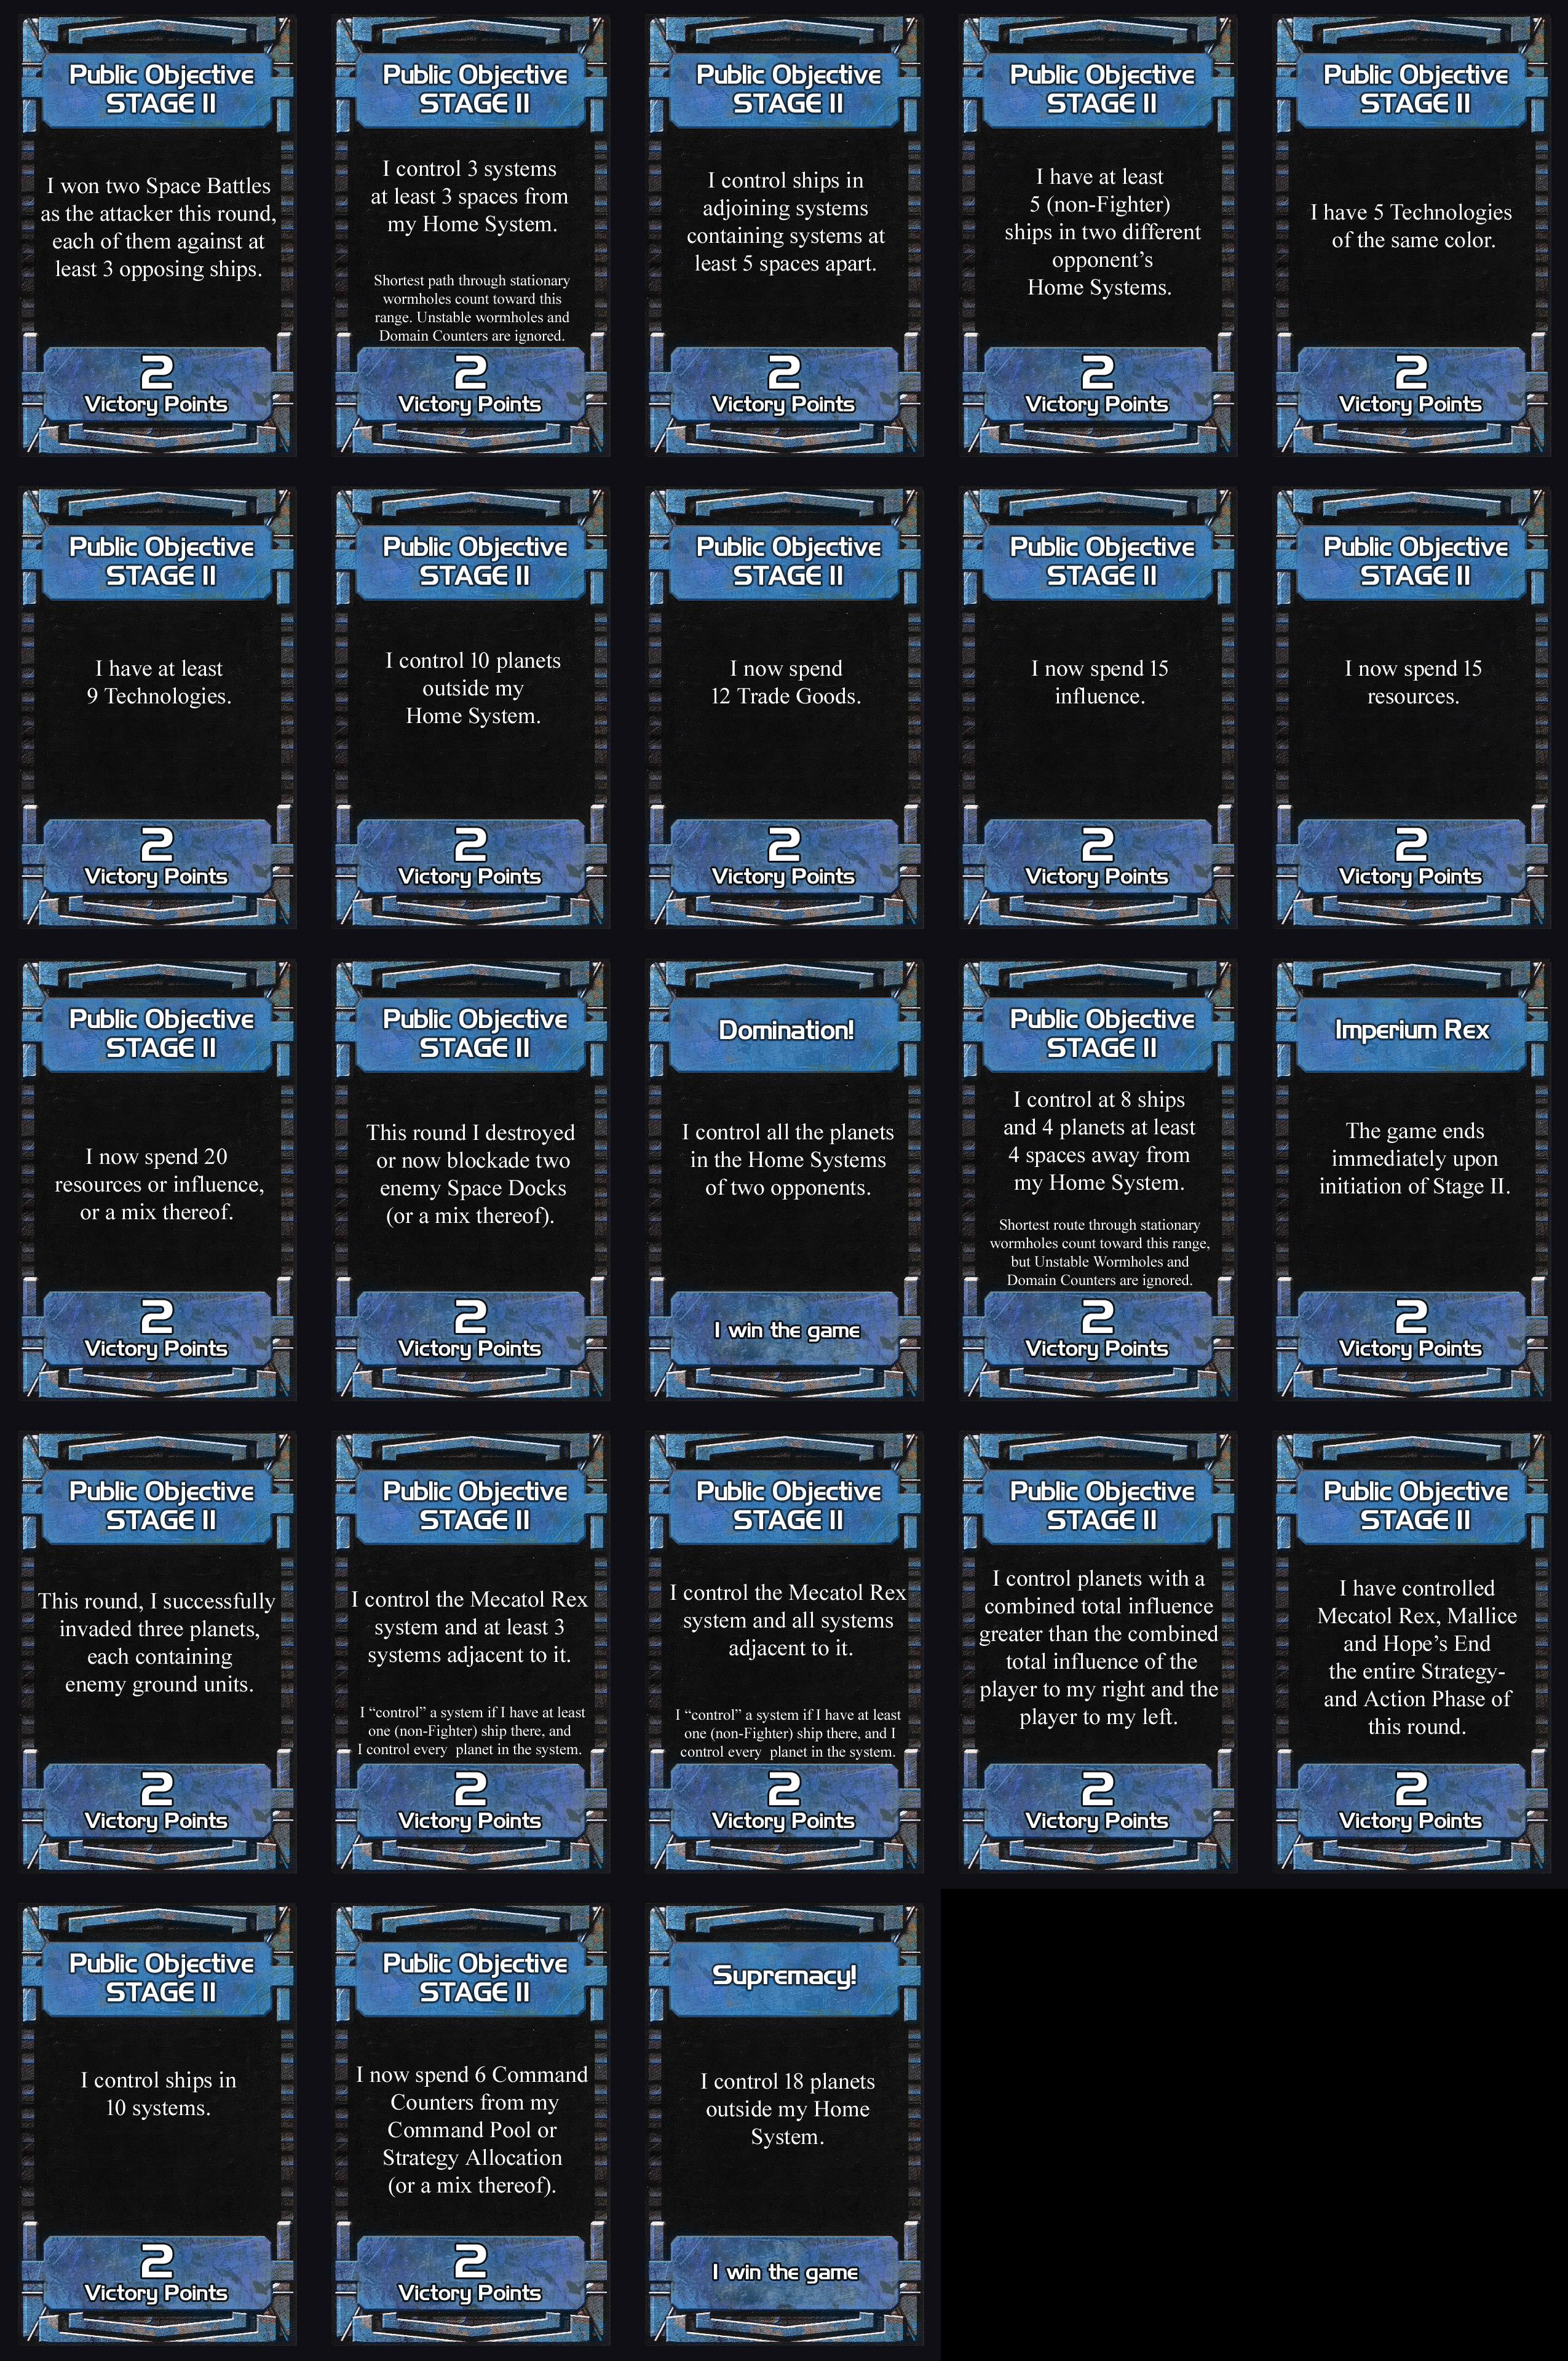 Public Objective
STAGE II
I won two Space Battles
as the attacker this round,
each of them against at
least 3 opposing ships.
2
Victory Points
Public Objective
STAGE II
I control 3 systems
at least 3 spaces from
my Home System.
Shortest path through stationary
wormholes count toward this
range. Unstable wormholes and
Domain Counters are ignored.
2
Victory Points
Public Objective
STAGE II
I control ships in
adjoining systems
containing systems at
least 5 spaces apart.
2
Victory Points
Public Objective
STAGE II
I have at least
5 (non-Fighter)
ships in two different
opponent’s
Home Systems.
2
Victory Points
Public Objective
STAGE II
I have 5 Technologies
of the same color.
2
Victory Points
Public Objective
STAGE II
I have at least
9 Technologies.
2
Victory Points
Public Objective
STAGE II
I control 10 planets
outside my
Home System.
2
Victory Points
Public Objective
STAGE II
I now spend
12 Trade Goods.
2
Victory Points
Public Objective
STAGE II
I now spend 15
influence.
2
Victory Points
Public Objective
STAGE II
I now spend 15
resources.
2
Victory Points
Public Objective
STAGE II
I now spend 20
resources or influence,
or a mix thereof.
2
Victory Points
Public Objective
STAGE II
This round I destroyed
or now blockade two
enemy Space Docks
(or a mix thereof).
2
Victory Points
Domination!
I control all the planets
in the Home Systems
of two opponents.
I win the game
Public Objective
STAGE II
I control at 8 ships
and 4 planets at least
4 spaces away from
my Home System.
Shortest route through stationary
wormholes count toward this range,
but Unstable Wormholes and
Domain Counters are ignored.
2
Victory Points
Imperium Rex
The game ends
immediately upon
initiation of Stage II.
2
Victory Points
Public Objective
STAGE II
This round, I successfully
invaded three planets,
each containing
enemy ground units.
2
Victory Points
Public Objective
STAGE II
I control the Mecatol Rex
system and at least 3
systems adjacent to it.
I “control” a system if I have at least
one (non-Fighter) ship there, and
I control every planet in the system.
2
Victory Points
Public Objective
STAGE II
I control the Mecatol Rex
system and all systems
adjacent to it.
I “control” a system if I have at least
one (non-Fighter) ship there, and I
control every planet in the system.
2
Victory Points
Public Objective
STAGE II
I control planets with a
combined total influence
greater than the combined
total influence of the
player to my right and the
player to my left.
2
Victory Points
Public Objective
STAGE II
I have controlled
Mecatol Rex, Mallice
and Hope’s End
the entire Strategy-
and Action Phase of
this round.
2
Victory Points
Public Objective
STAGE II
I control ships in
10 systems.
2
Victory Points
Public Objective
STAGE II
I now spend 6 Command
Counters from my
Command Pool or
Strategy Allocation
(or a mix thereof).
2
Victory Points
Supremacy!
I control 18 planets
outside my Home
System.
I win the game